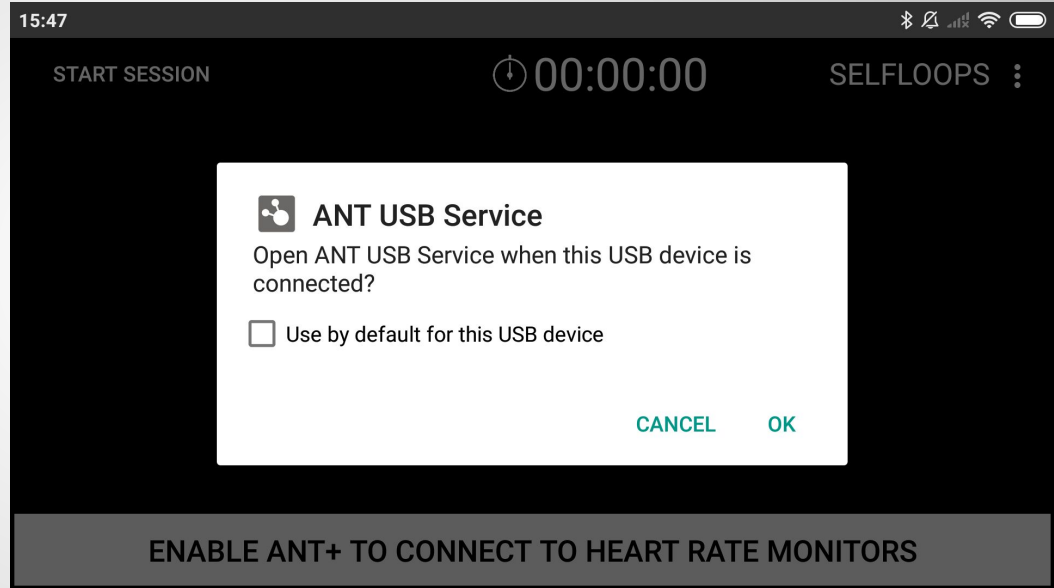 15:47
START SESSION
00:00:00
SELFLOOPS
ANT USB Service
Open ANT USB Service when this USB device is
connected?
Use by default for this USB device
CANCEL
OK
ENABLE ANT+ TO CONNECT TO HEART RATE MONITORS